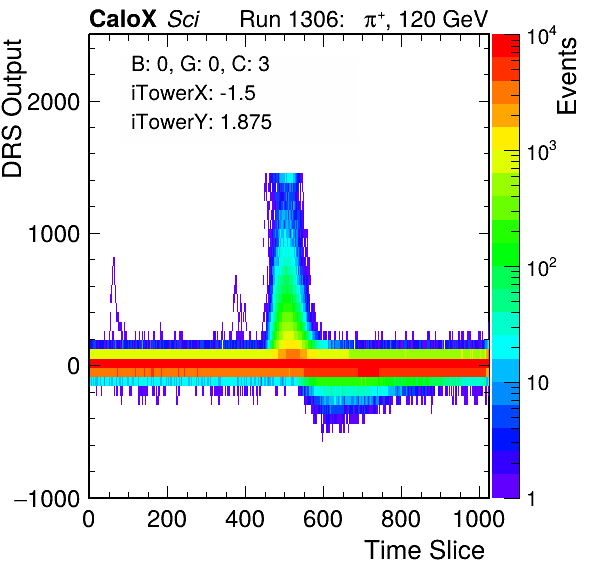 CaloX Sci Run 1306: π⁺, 120 GeV
B: 0, G: 0, C: 3
iTowerX: -1.5
iTowerY: 1.875
DRS Output
2000
1000
0
−1000
0 200 400 600 800 1000
Time Slice
Events
10⁴
10³
10²
10
1